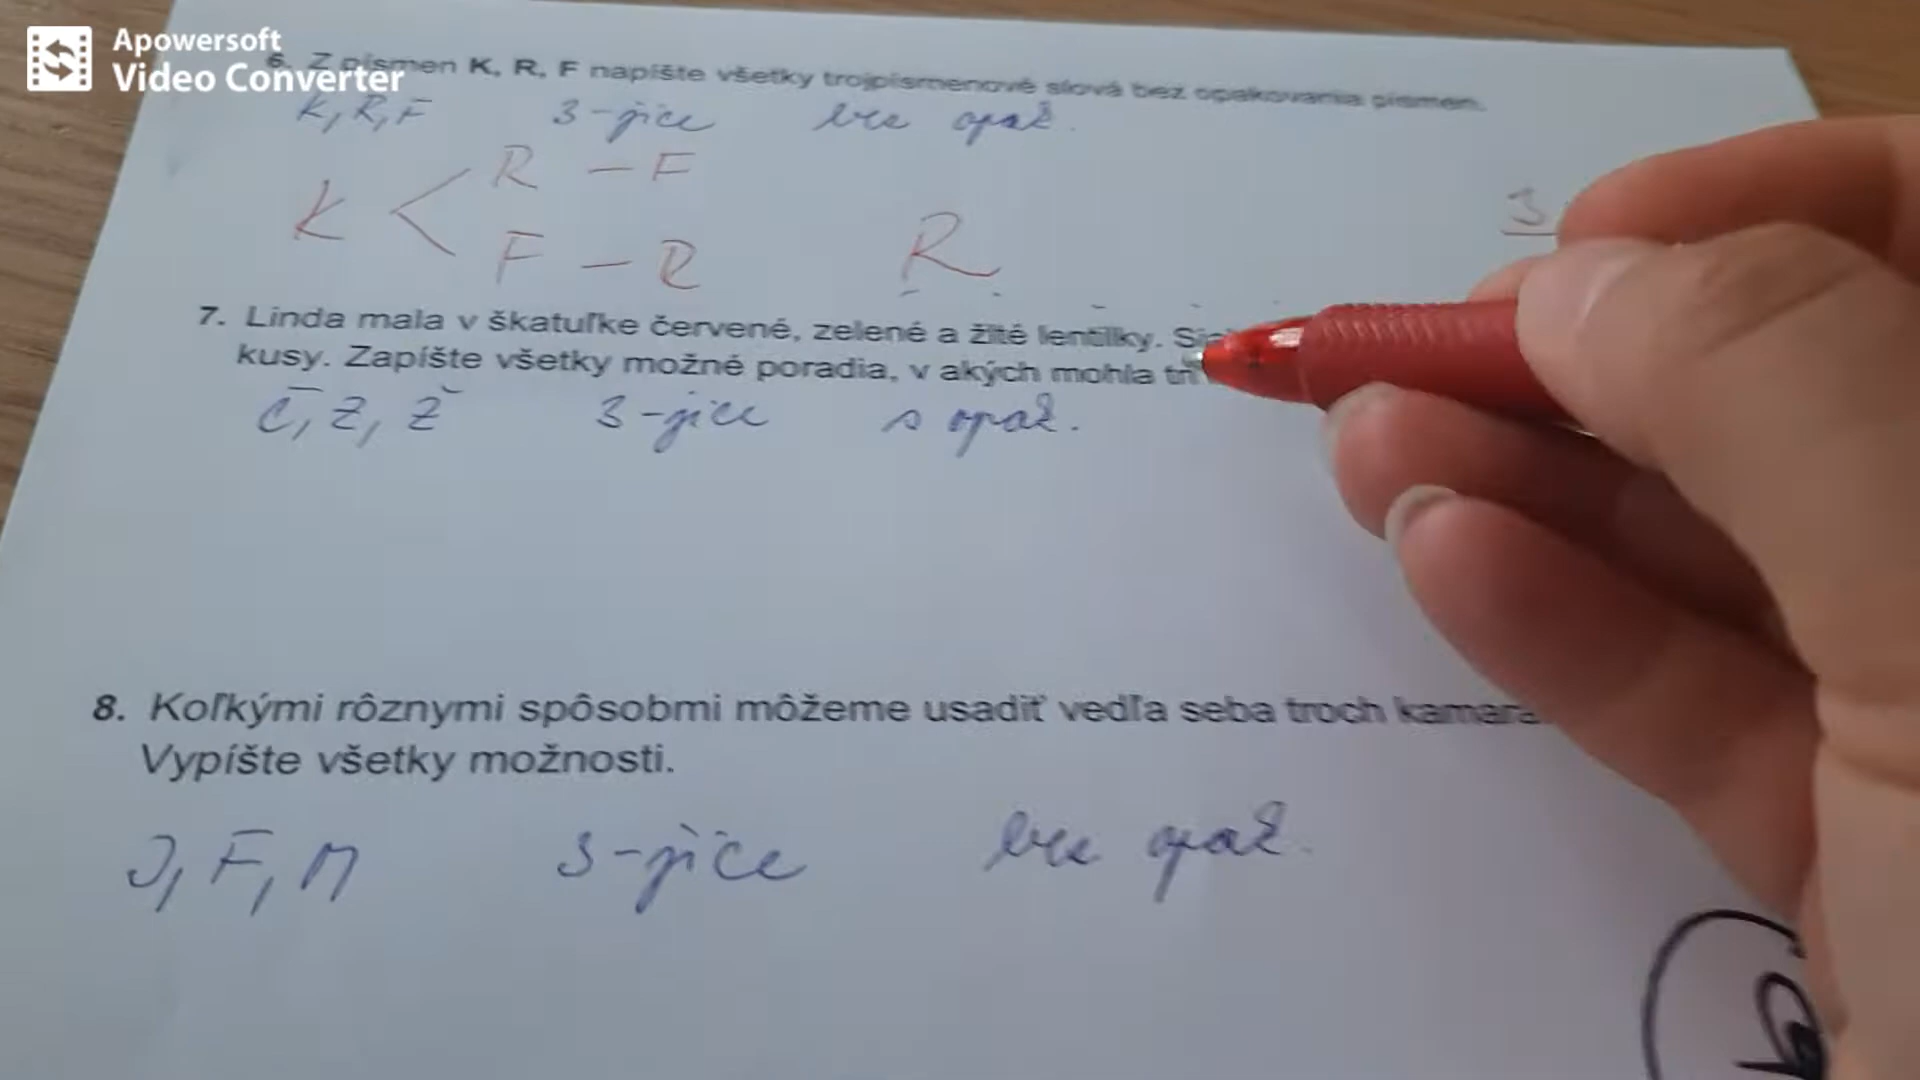 Apowersoft
Video Converter
6. Z písmen K, R, F napíšte všetky trojpísmenové slová bez opakovania písmen.
K, R, F 3-jice bez opak.
K < R - F
F - R
R
3
7. Linda mala v škatuľke červené, zelené a žlté lentilky.
kusy. Zapíšte všetky možné poradia, v akých mohla tri
Č, Z, Ž 3-jice s opak.
8. Koľkými rôznymi spôsobmi môžeme usadiť vedľa seba troch
Vypíšte všetky možnosti.
J, F, M 3-jice bez opak.